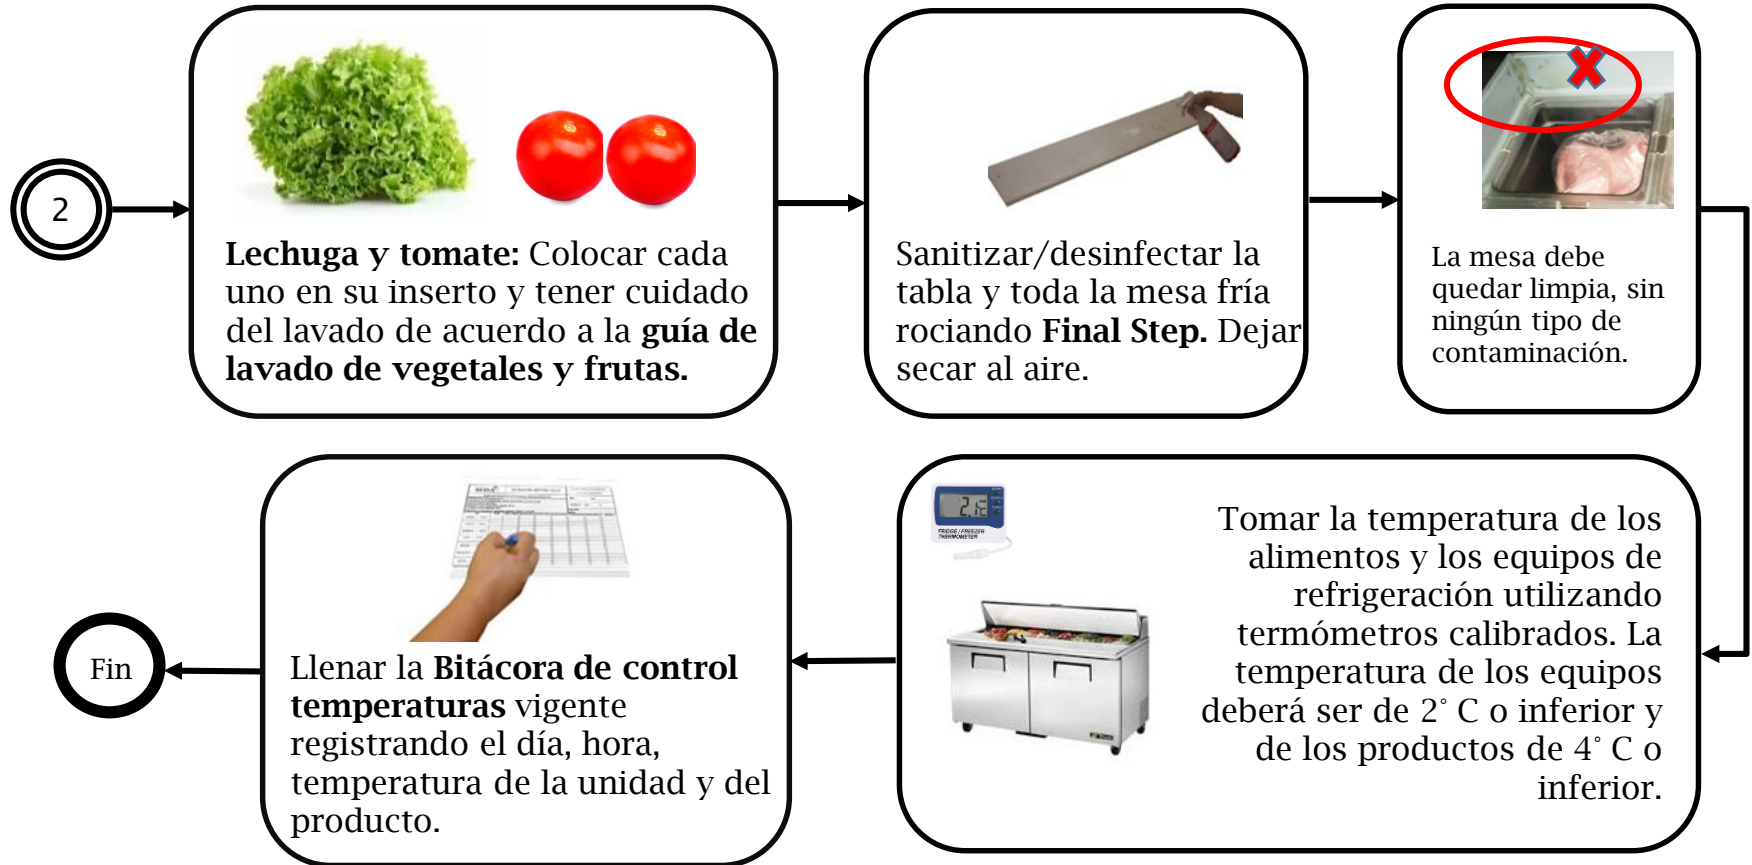 2
Lechuga y tomate: Colocar cada
uno en su inserto y tener cuidado
del lavado de acuerdo a la guía de
lavado de vegetales y frutas.
Sanitizar/desinfectar la
tabla y toda la mesa fría
rociando Final Step. Dejar
secar al aire.
La mesa debe
quedar limpia, sin
ningún tipo de
contaminación.
2.1°C
FRIDGE / FREEZER
THERMOMETER
Tomar la temperatura de los
alimentos y los equipos de
refrigeración utilizando
termómetros calibrados. La
temperatura de los equipos
deberá ser de 2° C o inferior y
de los productos de 4° C o
inferior.
Llenar la Bitácora de control
temperaturas vigente
registrando el día, hora,
temperatura de la unidad y del
producto.
Fin